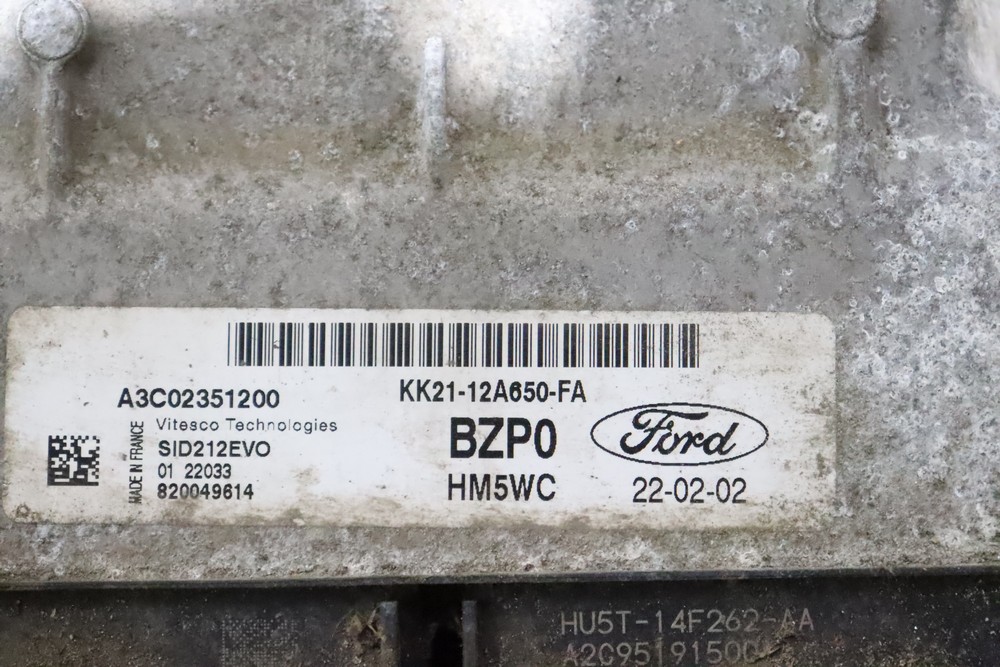 A3C02351200
KK21-12A650-FA
Vitesco Technologies
SID212EVO
01 22033
820049614
MADE IN FRANCE
BZP0
HM5WC
Ford
22-02-02
HU5T-14F262-AA